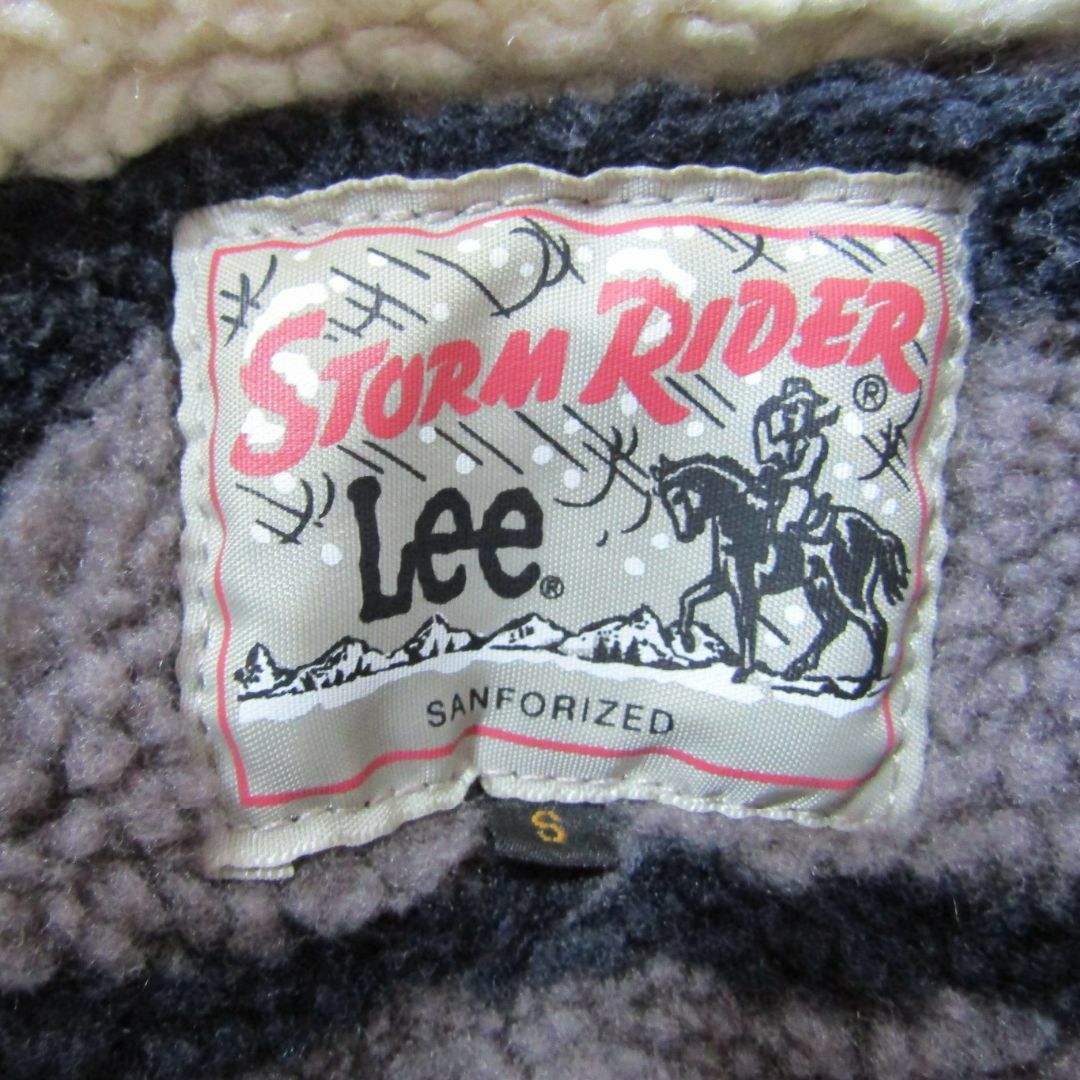 STORM RIDER®
Lee®
SANFORIZED
S